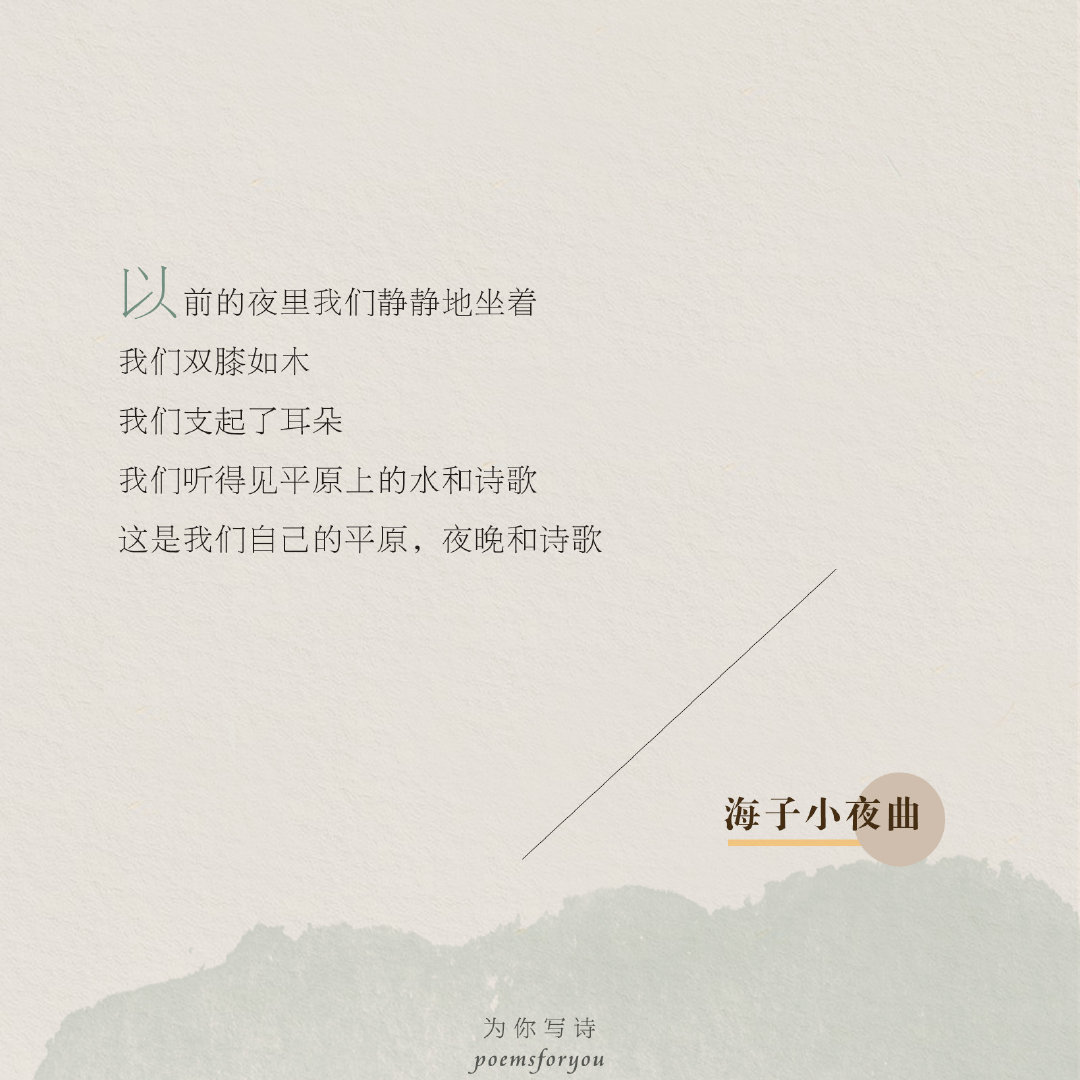 以前的夜里我们静静地坐着
我们双膝如木
我们支起了耳朵
我们听得见平原上的水和诗歌
这是我们自己的平原，夜晚和诗歌
海子小夜曲
为你写诗
poemsforyou